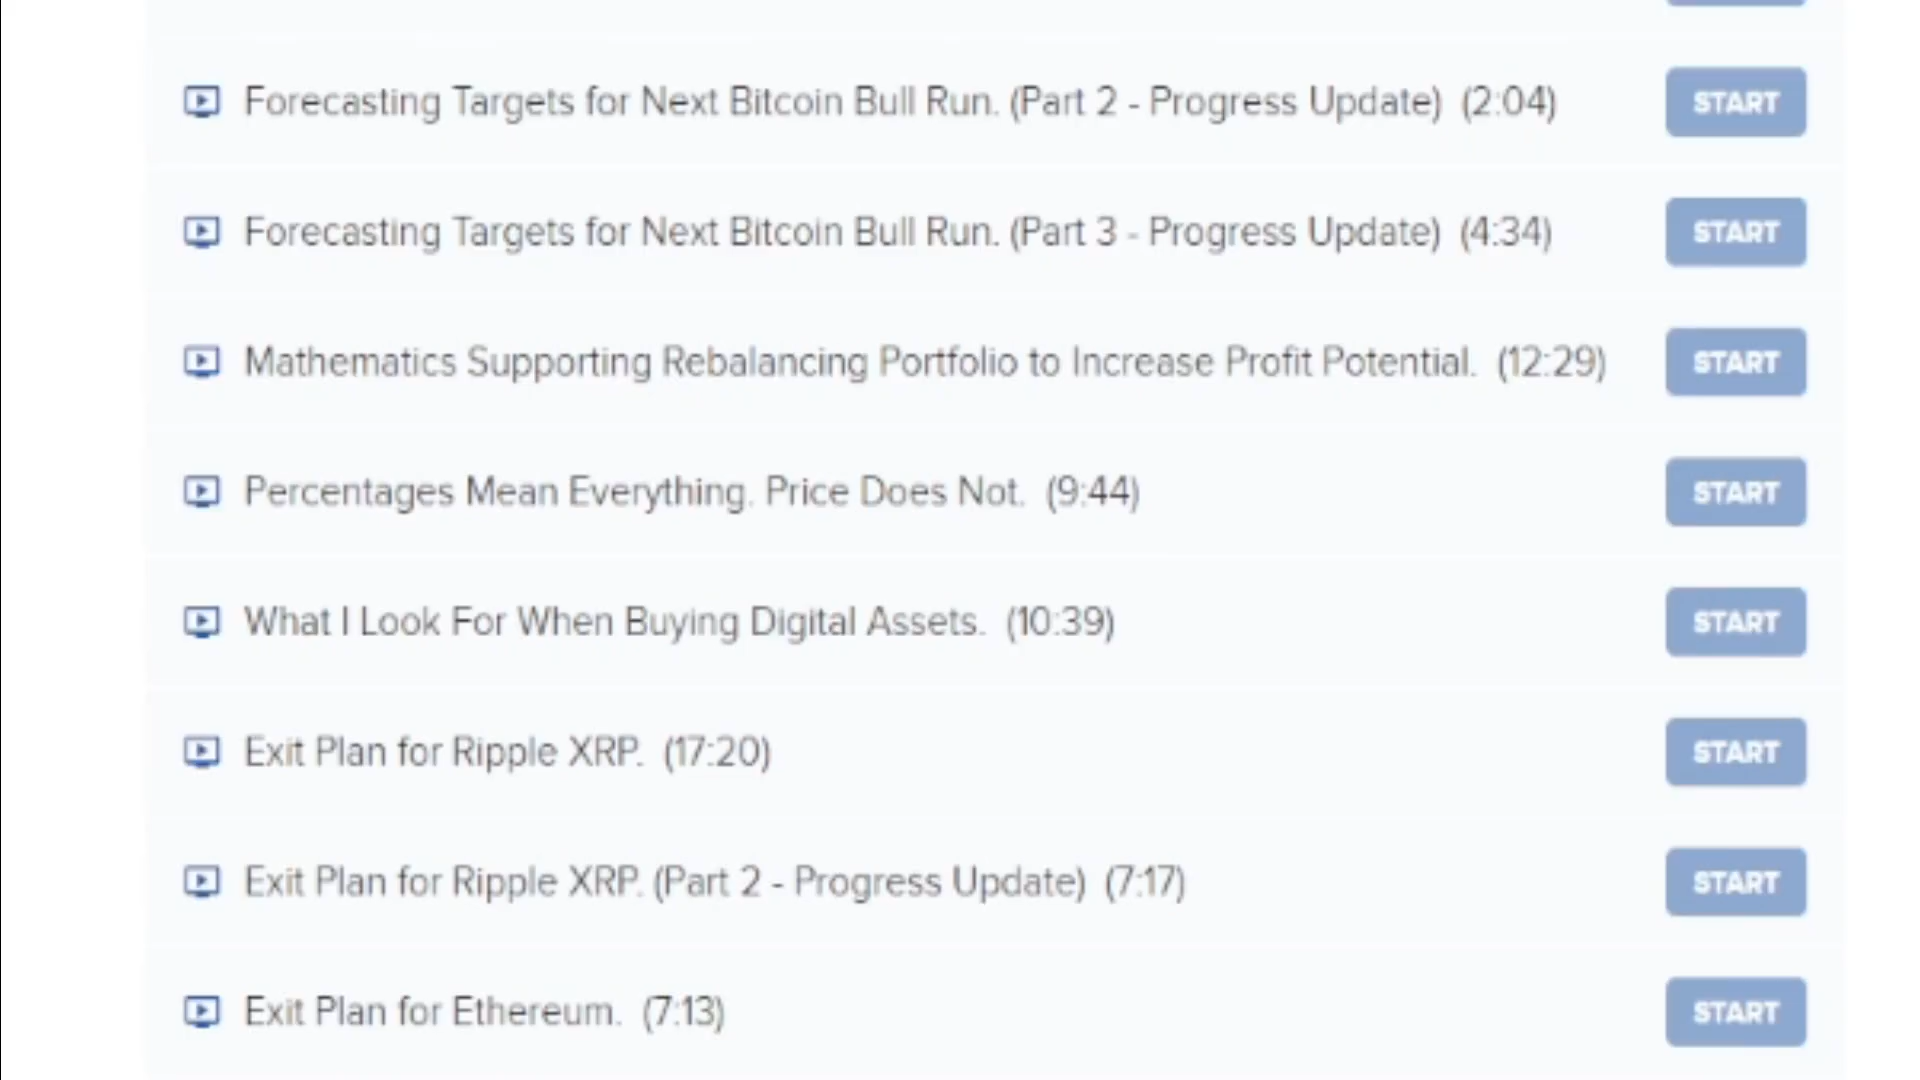 Forecasting Targets for Next Bitcoin Bull Run. (Part 2 - Progress Update) (2:04) START
Forecasting Targets for Next Bitcoin Bull Run. (Part 3 - Progress Update) (4:34) START
Mathematics Supporting Rebalancing Portfolio to Increase Profit Potential. (12:29) START
Percentages Mean Everything. Price Does Not. (9:44) START
What I Look For When Buying Digital Assets. (10:39) START
Exit Plan for Ripple XRP. (17:20) START
Exit Plan for Ripple XRP. (Part 2 - Progress Update) (7:17) START
Exit Plan for Ethereum. (7:13) START